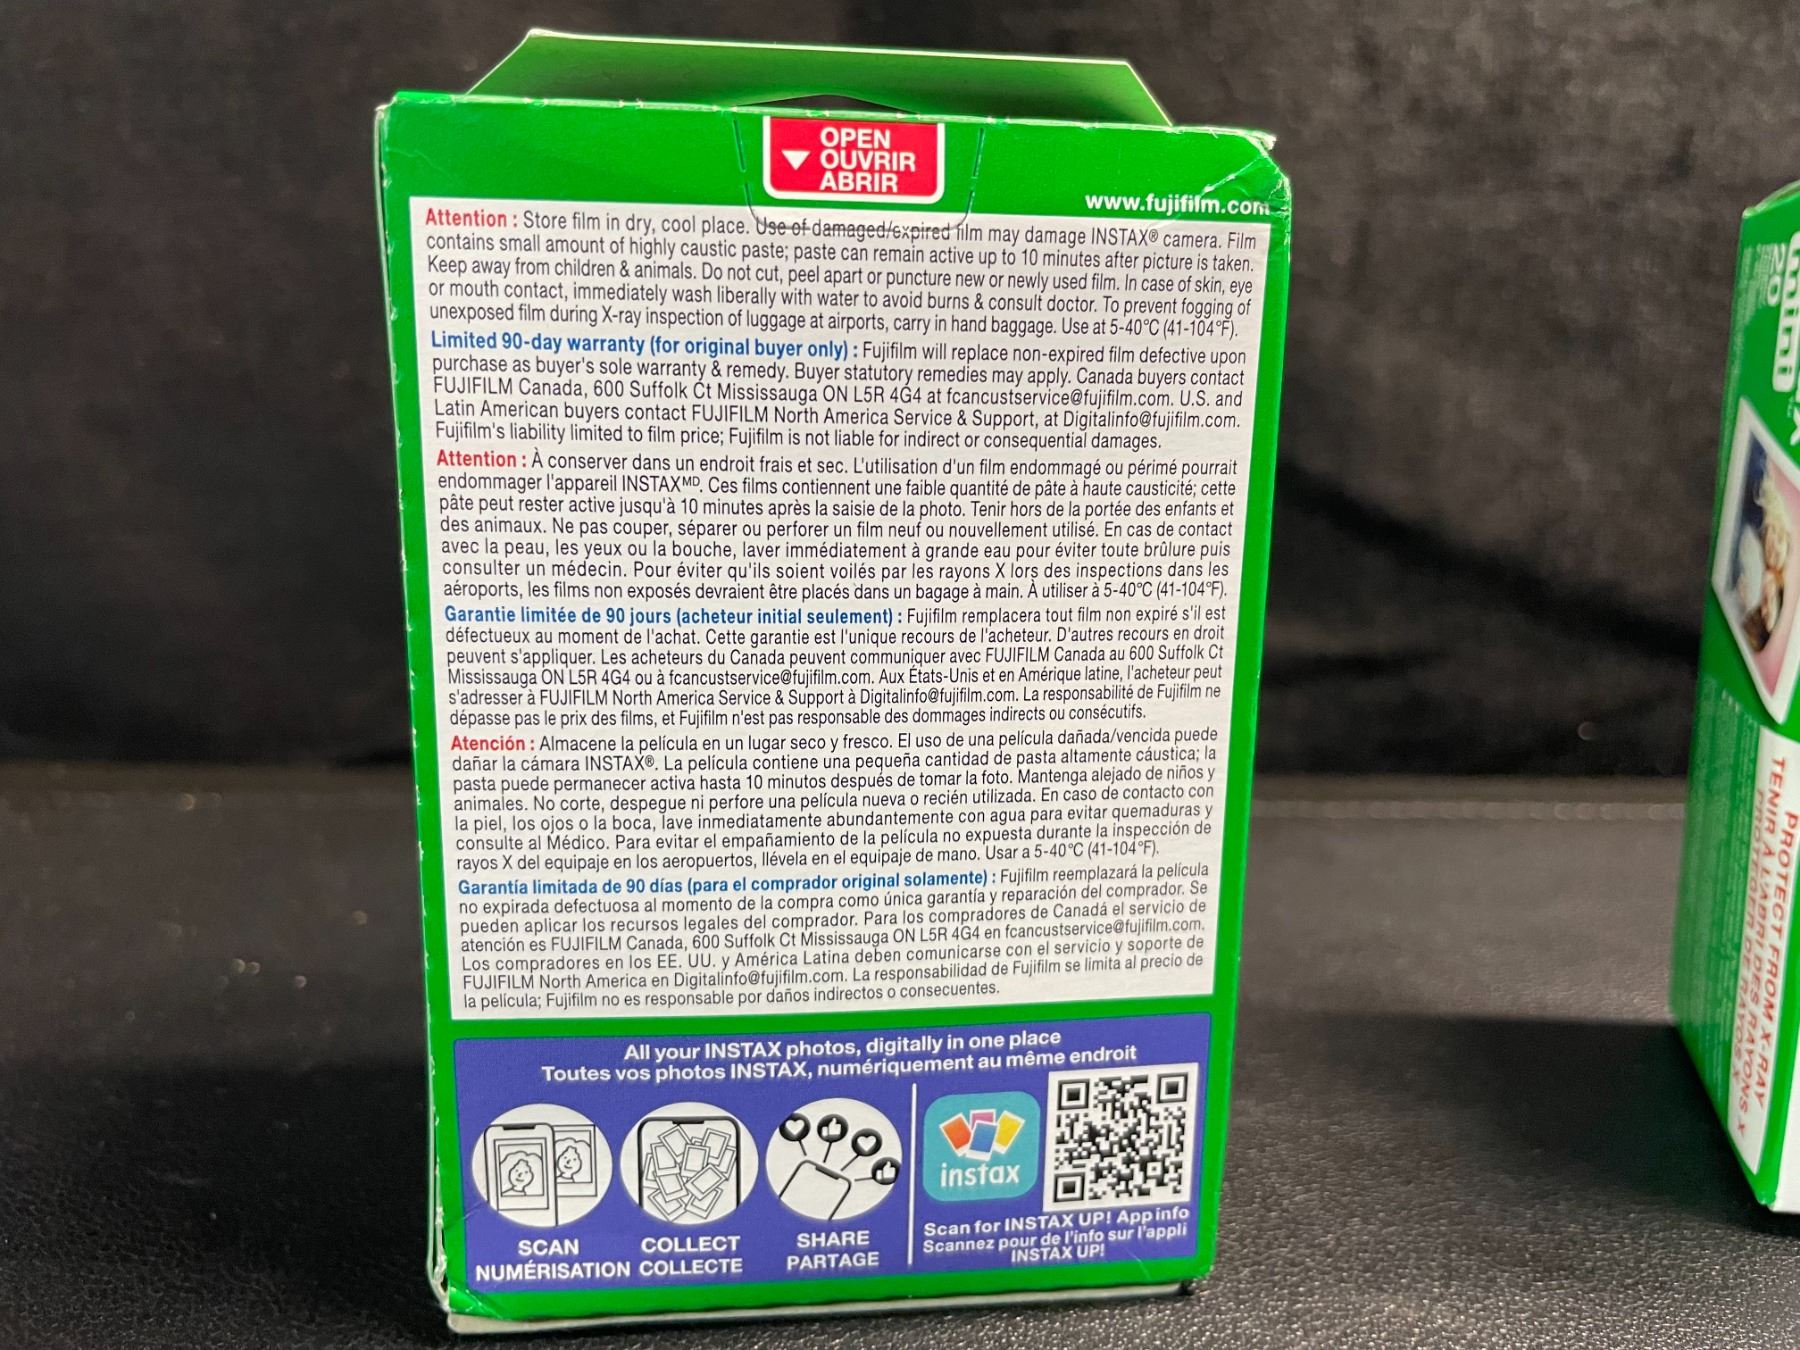 OPEN
OUVRIR
ABRIR
www.fujifilm.com
Attention : Store film in dry, cool place. Use of damaged/expired film may damage INSTAX® camera. Film
contains small amount of highly caustic paste; paste can remain active up to 10 minutes after picture is taken.
Keep away from children & animals. Do not cut, peel apart or puncture new or newly used film. In case of skin, eye
or mouth contact, immediately wash liberally with water to avoid burns & consult doctor. To prevent fogging of
unexposed film during X-ray inspection of luggage at airports, carry in hand baggage. Use at 5-40°C (41-104°F).
Limited 90-day warranty (for original buyer only) : Fujifilm will replace non-expired film defective upon
purchase as buyer's sole warranty & remedy. Buyer statutory remedies may apply. Canada buyers contact
FUJIFILM Canada, 600 Suffolk Ct Mississauga ON L5R 4G4 at fcancustservice@fujifilm.com. U.S. and
Latin American buyers contact FUJIFILM North America Service & Support, at Digitalinfo@fujifilm.com.
Fujifilm's liability limited to film price; Fujifilm is not liable for indirect or consequential damages.
Attention : À conserver dans un endroit frais et sec. L'utilisation d'un film endommagé ou périmé pourrait
endommager l'appareil INSTAXMD. Ces films contiennent une faible quantité de pâte à haute causticité; cette
pâte peut rester active jusqu'à 10 minutes après la saisie de la photo. Tenir hors de la portée des enfants et
des animaux. Ne pas couper, séparer ou perforer un film neuf ou nouvellement utilisé. En cas de contact
avec la peau, les yeux ou la bouche, laver immédiatement à grande eau pour éviter toute brûlure puis
consulter un médecin. Pour éviter qu'ils soient voilés par les rayons X lors des inspections dans les
aéroports, les films non exposés devraient être placés dans un bagage à main. À utiliser à 5-40°C (41-104°F).
Garantie limitée de 90 jours (acheteur initial seulement) : Fujifilm remplacera tout film non expiré s'il est
défectueux au moment de l'achat. Cette garantie est l'unique recours de l'acheteur. D'autres recours en droit
peuvent s'appliquer. Les acheteurs du Canada peuvent communiquer avec FUJIFILM Canada au 600 Suffolk Ct
Mississauga ON L5R 4G4 ou à fcancustservice@fujifilm.com. Aux États-Unis et en Amérique latine, l'acheteur peut
s'adresser à FUJIFILM North America Service & Support à Digitalinfo@fujifilm.com. La responsabilité de Fujifilm ne
dépasse pas le prix des films, et Fujifilm n'est pas responsable des dommages indirects ou consécutifs.
Atención : Almacene la película en un lugar seco y fresco. El uso de una película dañada/vencida puede
dañar la cámara INSTAX®. La película contiene una pequeña cantidad de pasta altamente cáustica; la
pasta puede permanecer activa hasta 10 minutos después de tomar la foto. Mantenga alejado de niños y
animales. No corte, despegue ni perfore una película nueva o recién utilizada. En caso de contacto con
la piel, los ojos o la boca, lave inmediatamente abundantemente con agua para evitar quemaduras y
consulte al Médico. Para evitar el empañamiento de la película no expuesta durante la inspección de
rayos X del equipaje en los aeropuertos, llévela en el equipaje de mano. Usar a 5-40°C (41-104°F).
Garantía limitada de 90 días (para el comprador original solamente) : Fujifilm reemplazará la película
no expirada defectuosa al momento de la compra como única garantía y reparación del comprador. Se
pueden aplicar los recursos legales del comprador. Para los compradores de Canadá el servicio de
atención es FUJIFILM Canada, 600 Suffolk Ct Mississauga ON L5R 4G4 en fcancustservice@fujifilm.com.
Los compradores en los EE. UU. y América Latina deben comunicarse con el servicio y soporte de
FUJIFILM North America en Digitalinfo@fujifilm.com. La responsabilidad de Fujifilm se limita al precio de
la película; Fujifilm no es responsable por daños indirectos o consecuentes.
All your INSTAX photos, digitally in one place
Toutes vos photos INSTAX, numériquement au même endroit
SCAN
NUMÉRISATION
COLLECT
COLLECTE
SHARE
PARTAGE
instax
Scan for INSTAX UP! App info
Scannez pour de l'info sur l'appli
INSTAX UP!
mini
20
PROTECT FROM X-RAY
TENIR À L'ABRI DES RAYONS X
PROTEGER DE RAYOS X